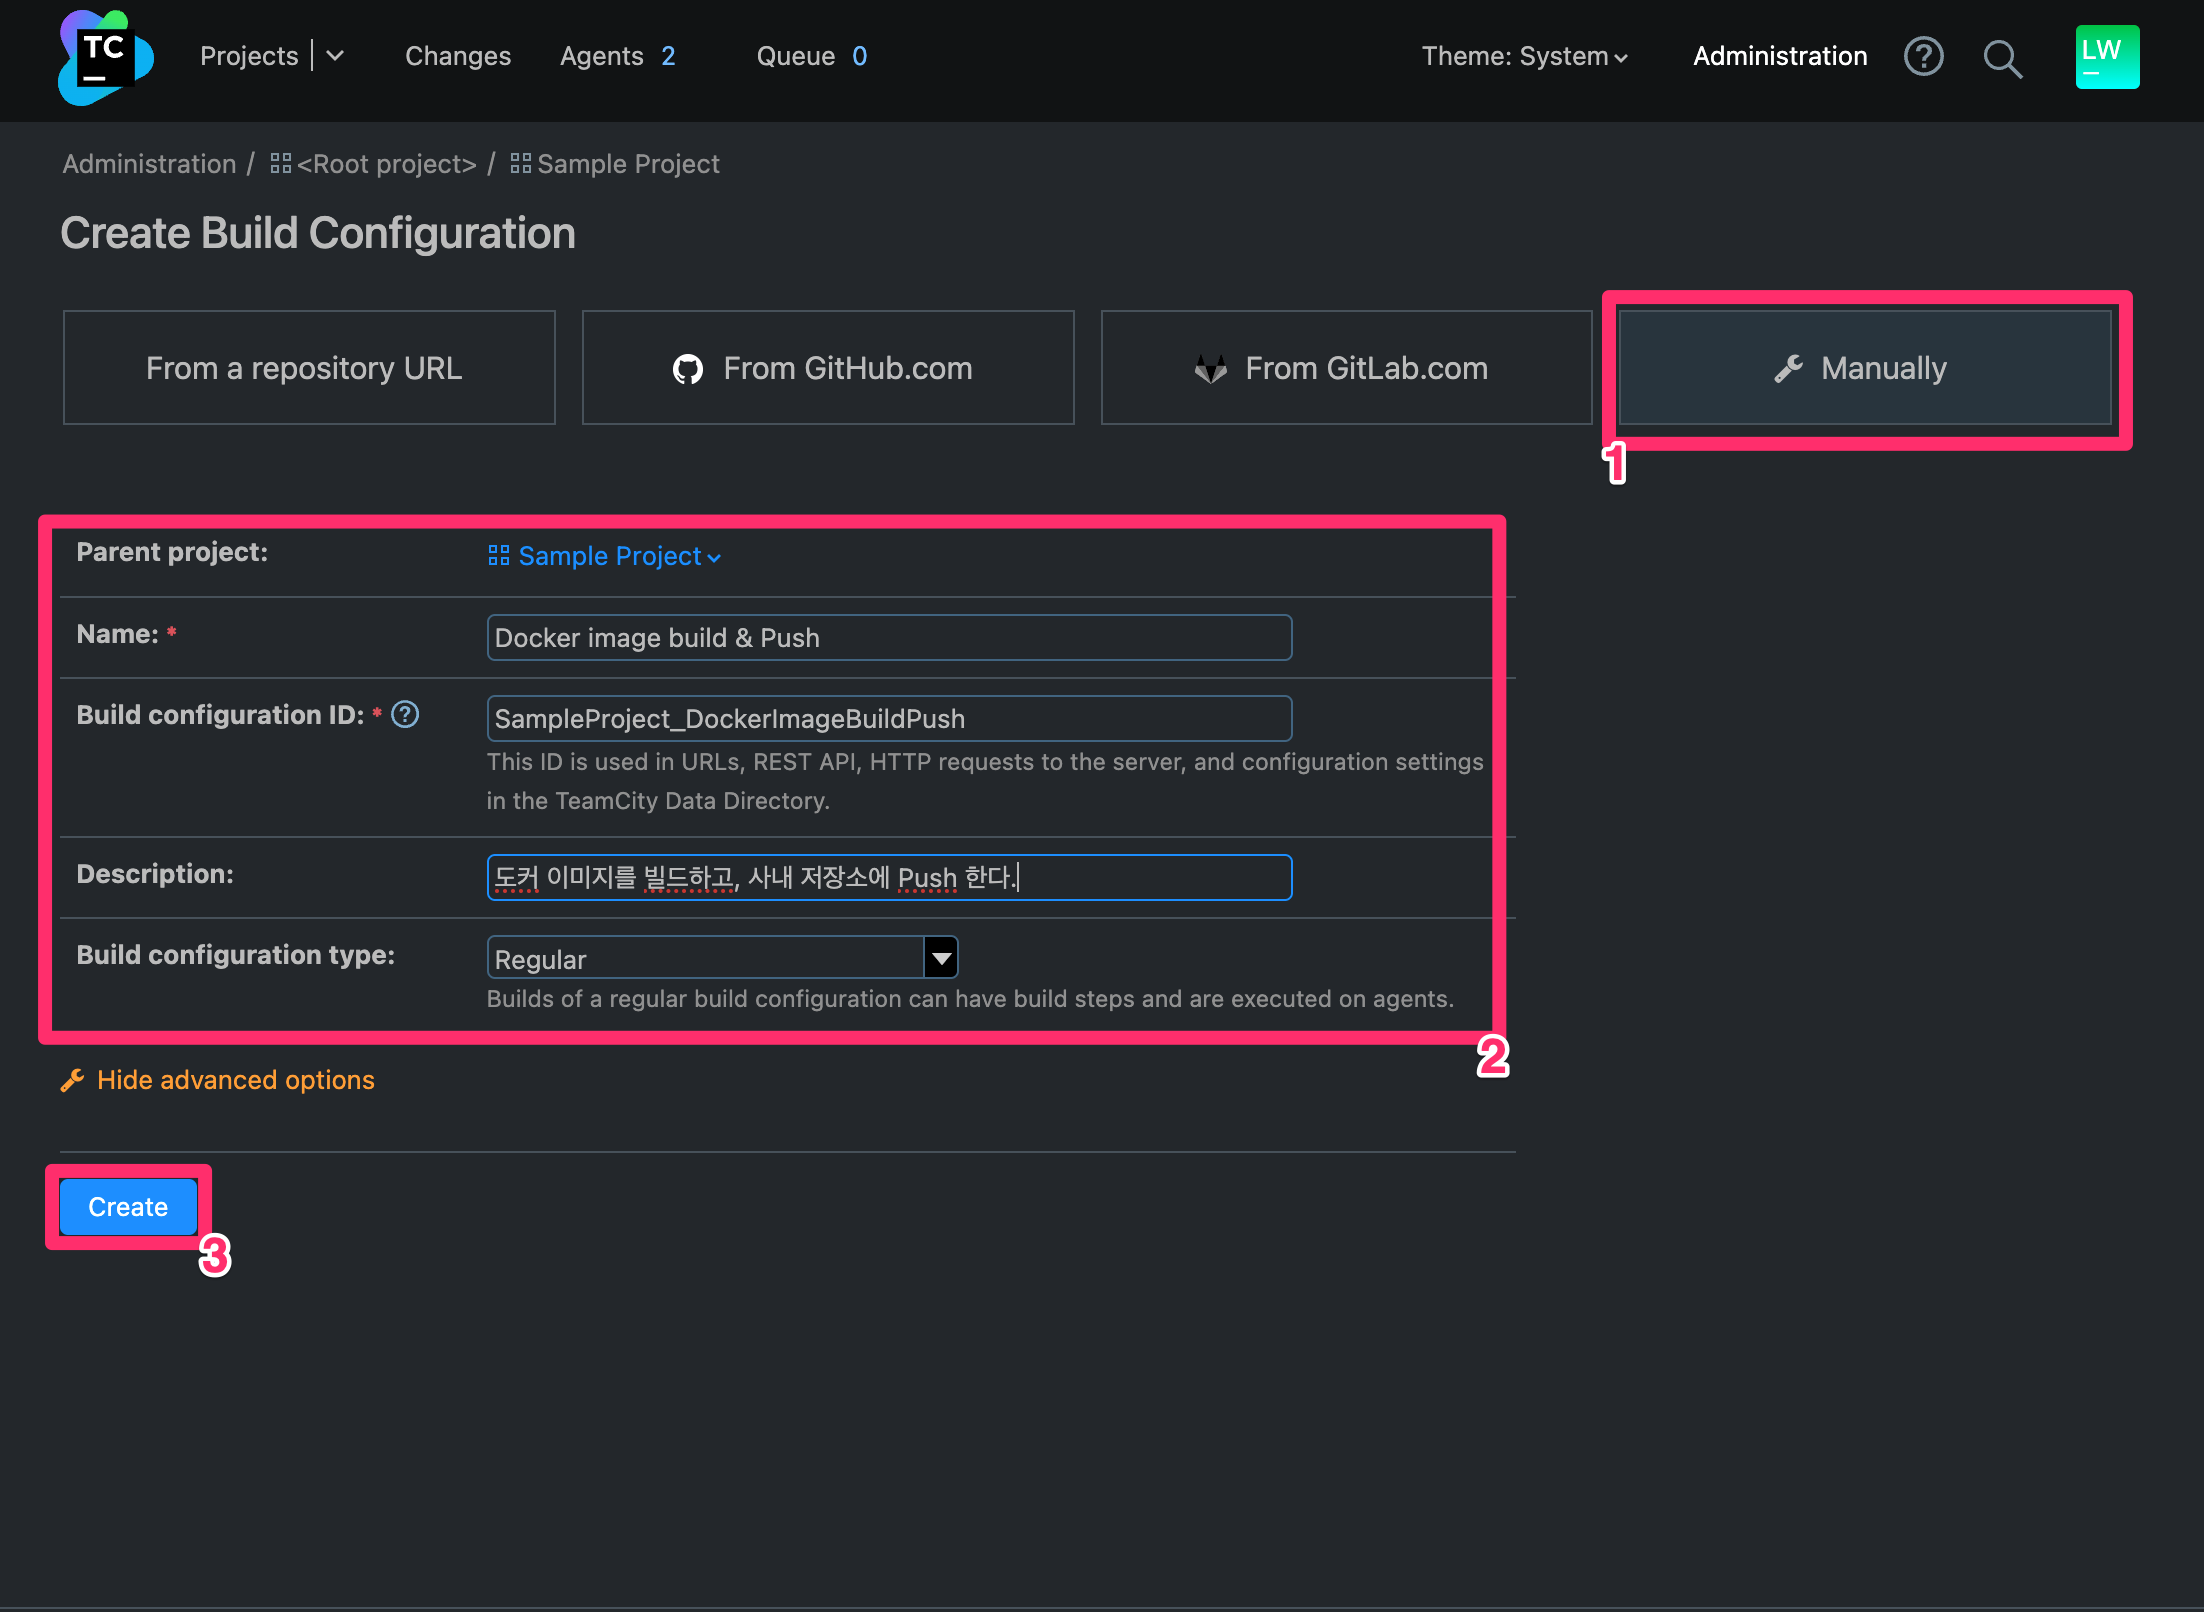 TC
Projects
Changes
Agents 2
Queue 0
Theme: System
Administration
LW
Administration / <Root project> / Sample Project
Create Build Configuration
From a repository URL
From GitHub.com
From GitLab.com
Manually
1
Parent project: Sample Project
Name: * Docker image build & Push
Build configuration ID: * ? SampleProject_DockerImageBuildPush
This ID is used in URLs, REST API, HTTP requests to the server, and configuration settings
in the TeamCity Data Directory.
Description: 도커 이미지를 빌드하고, 사내 저장소에 Push 한다.
Build configuration type: Regular
Builds of a regular build configuration can have build steps and are executed on agents.
2
Hide advanced options
Create
3